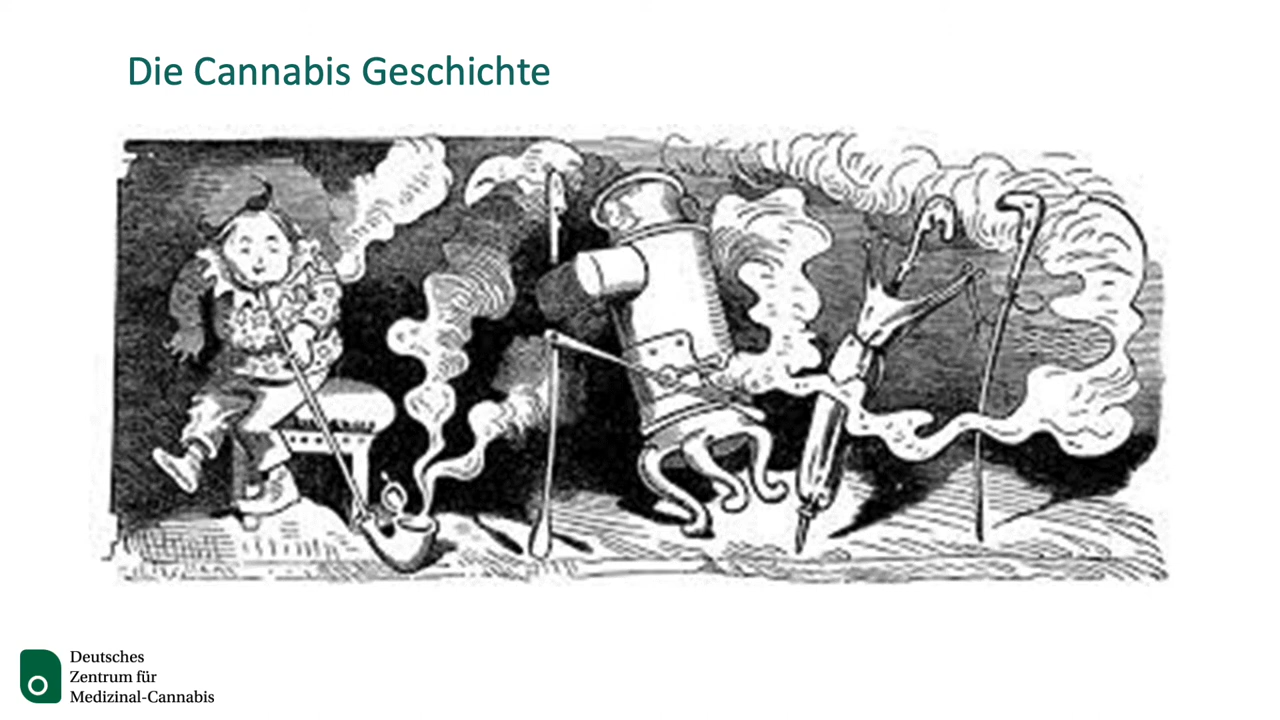 Die Cannabis Geschichte
Deutsches
Zentrum für
Medizinal-Cannabis